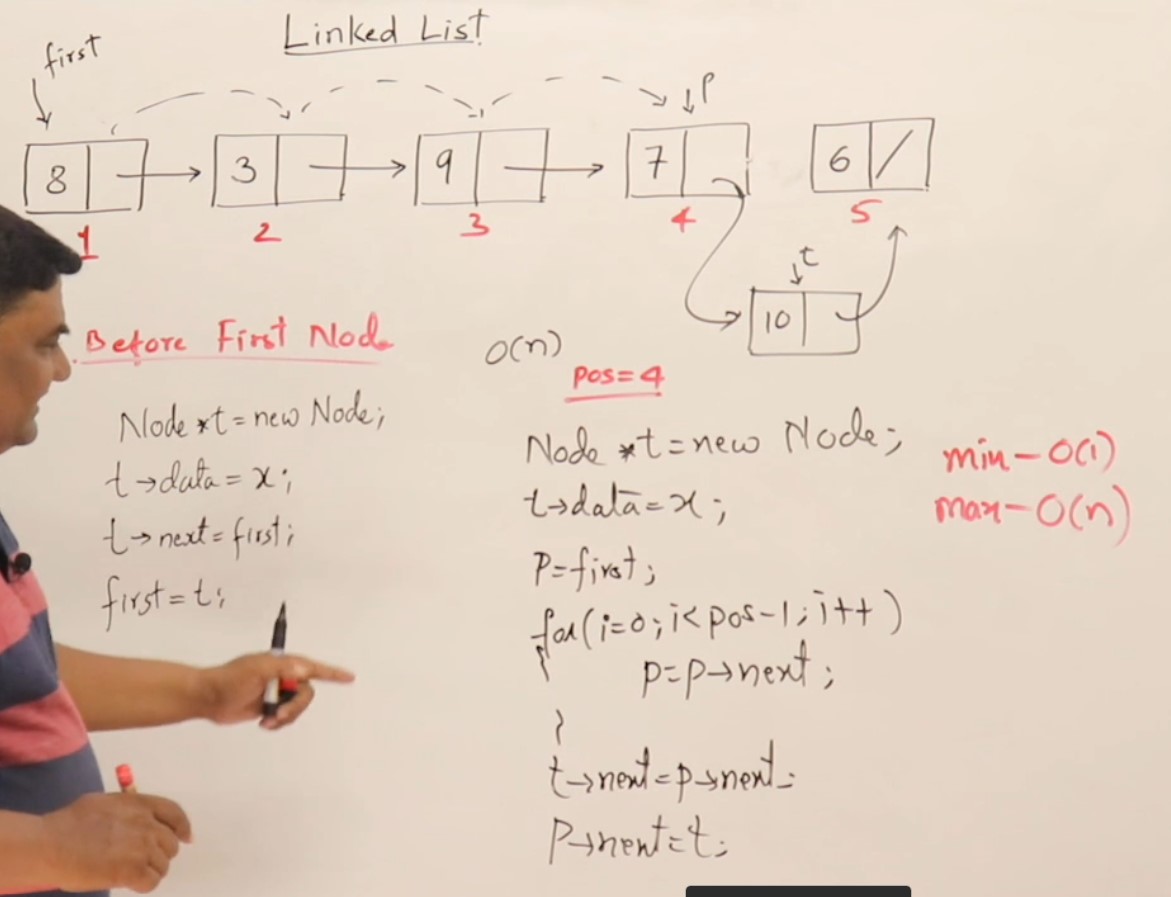 Linked List
first
P
8
3
9
7
6 /
1
2
3
4
5
t
10
Before First Node
O(n)
Pos=4
Node *t=new Node;
t→data=x;
t→next=first;
first=t;
Node *t=new Node;
t→data=x;
P=first;
for(i=0;i<pos-1;i++)
{
p=p→next;
}
t→next=p→next;
P→next=t;
min-O(1)
max-O(n)